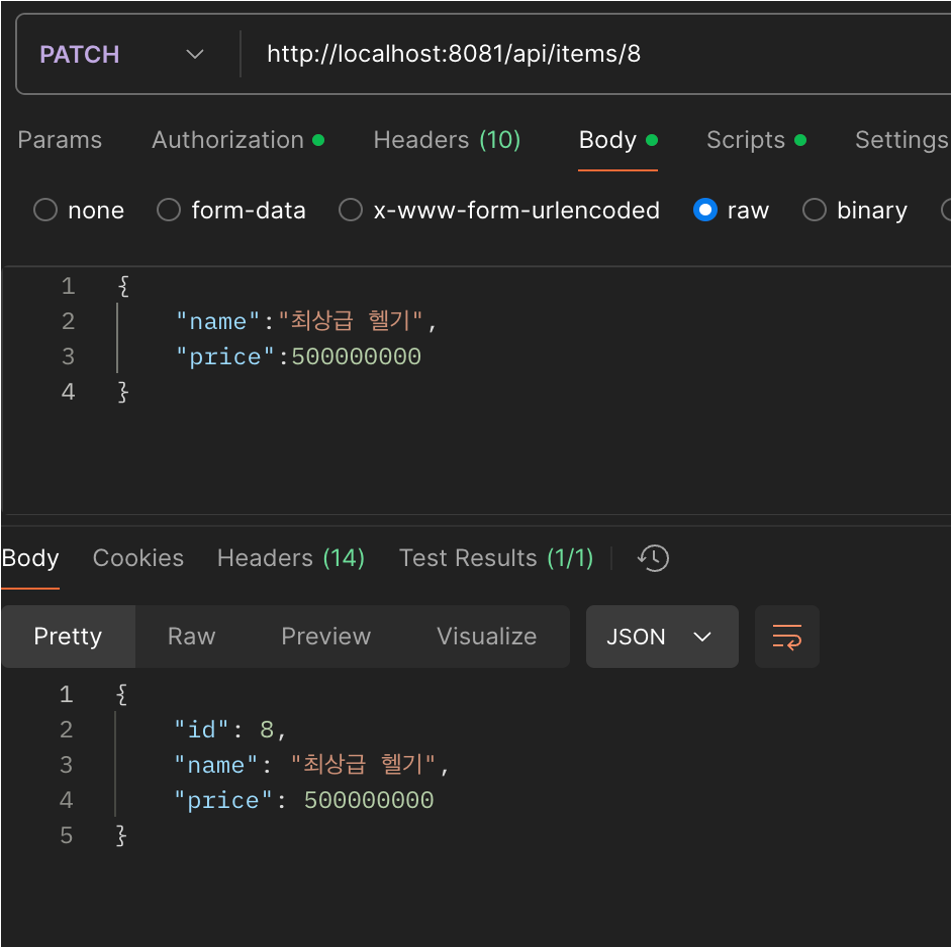 PATCH http://localhost:8081/api/items/8
Params Authorization Headers (10) Body Scripts Settings
none form-data x-www-form-urlencoded raw binary
1 {
2 "name":"최상급 헬기",
3 "price":500000000
4 }
Body Cookies Headers (14) Test Results (1/1)
Pretty Raw Preview Visualize JSON
1 {
2 "id": 8,
3 "name": "최상급 헬기",
4 "price": 500000000
5 }